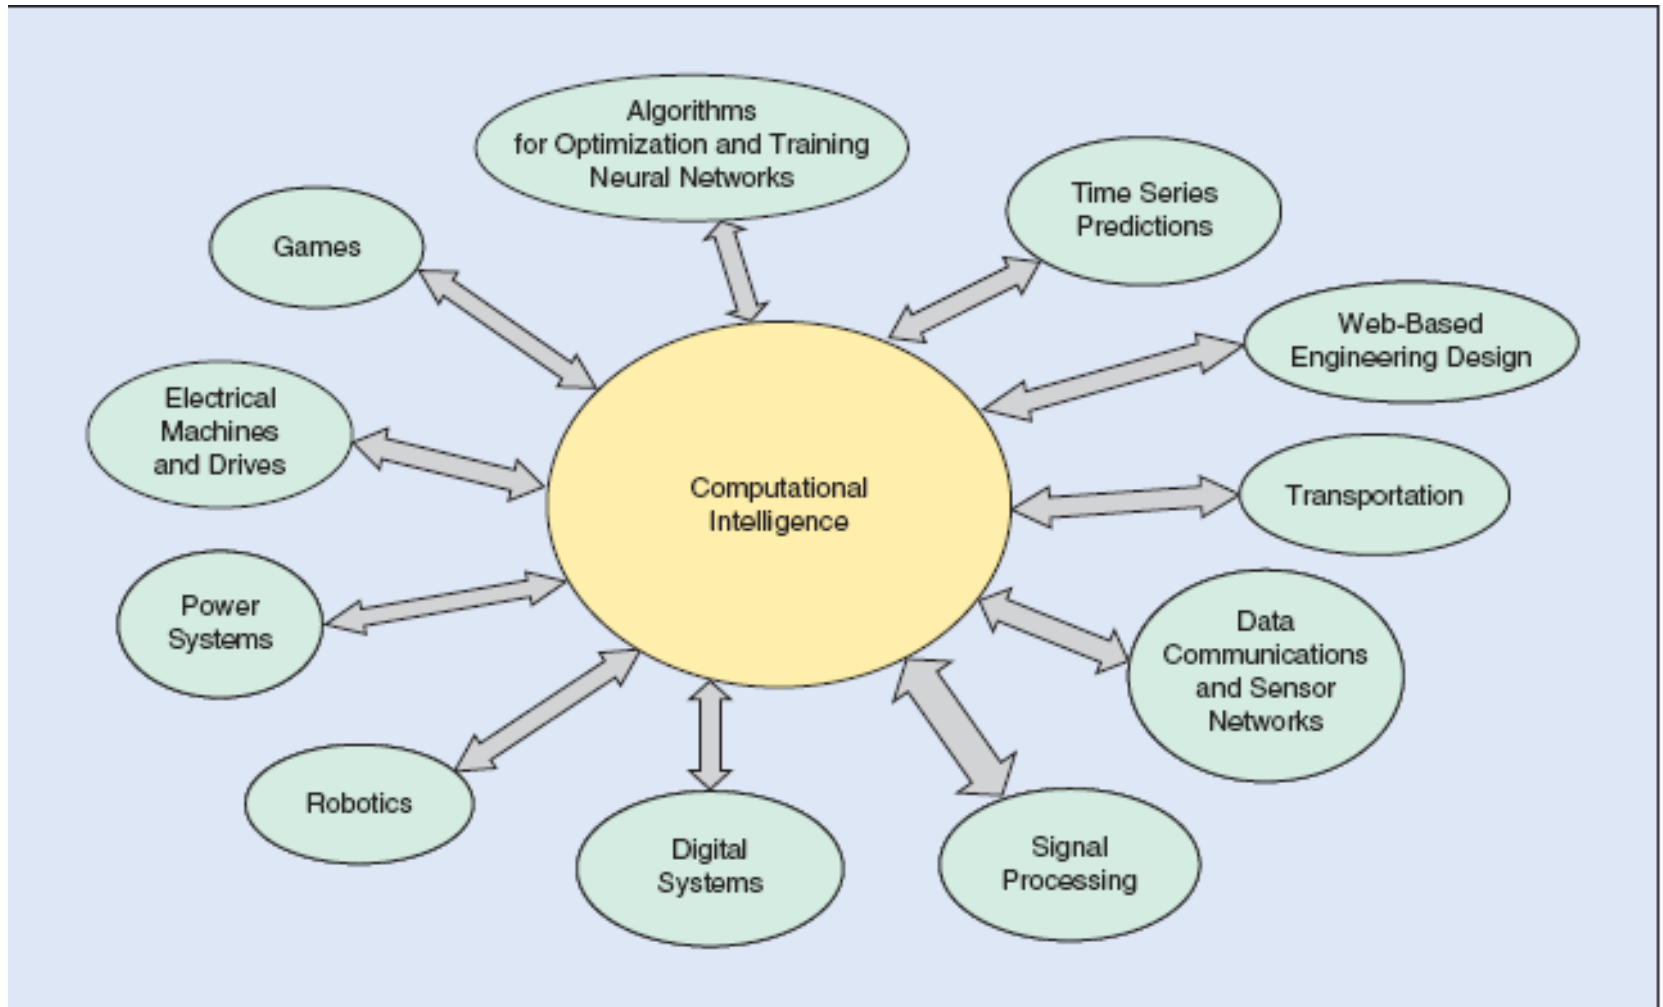 Algorithms
for Optimization and Training
Neural Networks
Time Series
Predictions
Games
Web-Based
Engineering Design
Electrical
Machines
and Drives
Computational
Intelligence
Transportation
Power
Systems
Data
Communications
and Sensor
Networks
Robotics
Digital
Systems
Signal
Processing